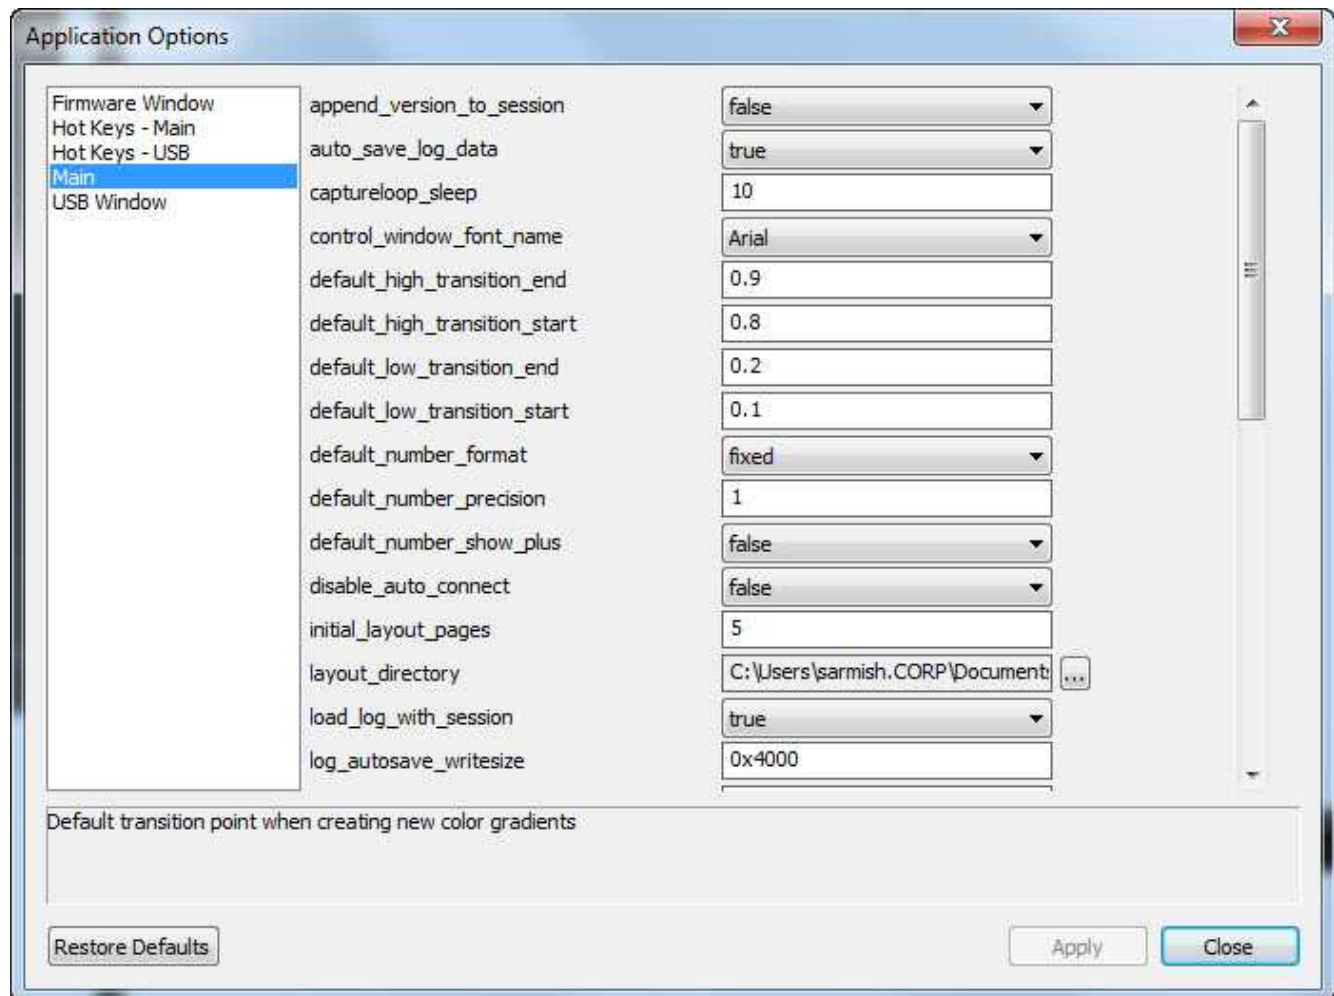 Application Options
Firmware Window
Hot Keys - Main
Hot Keys - USB
Main
USB Window
append_version_to_session false
auto_save_log_data true
captureloop_sleep 10
control_window_font_name Arial
default_high_transition_end 0.9
default_high_transition_start 0.8
default_low_transition_end 0.2
default_low_transition_start 0.1
default_number_format fixed
default_number_precision 1
default_number_show_plus false
disable_auto_connect false
initial_layout_pages 5
layout_directory C:\Users\sarmish.CORP\Document: ...
load_log_with_session true
log_autosave_writesize 0x4000
Default transition point when creating new color gradients
Restore Defaults Apply Close